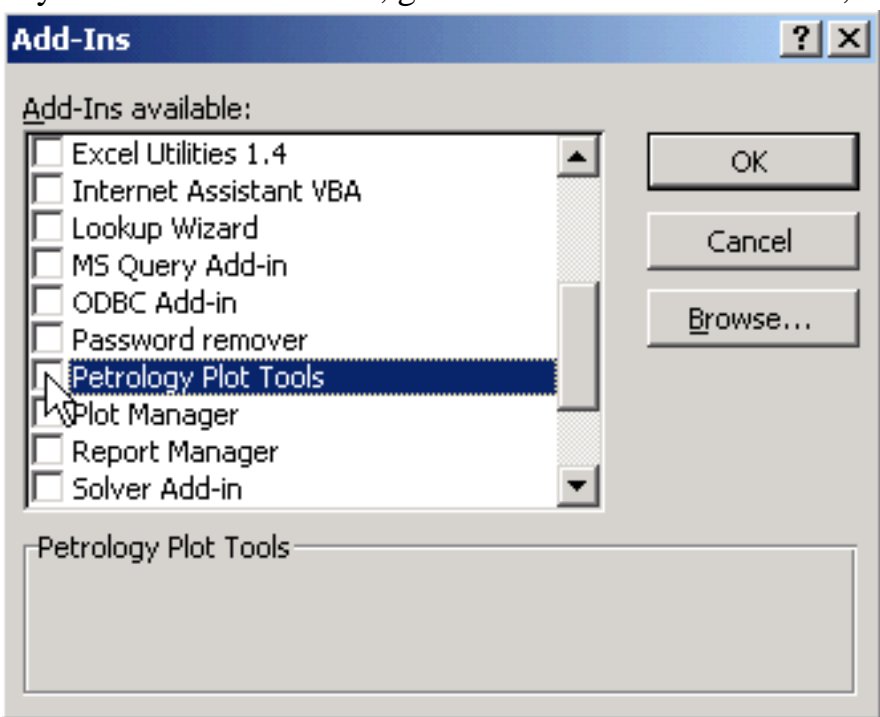 Add-Ins
Add-Ins available:
Excel Utilities 1.4
Internet Assistant VBA
Lookup Wizard
MS Query Add-in
ODBC Add-in
Password remover
Petrology Plot Tools
Plot Manager
Report Manager
Solver Add-in
OK
Cancel
Browse...
Petrology Plot Tools